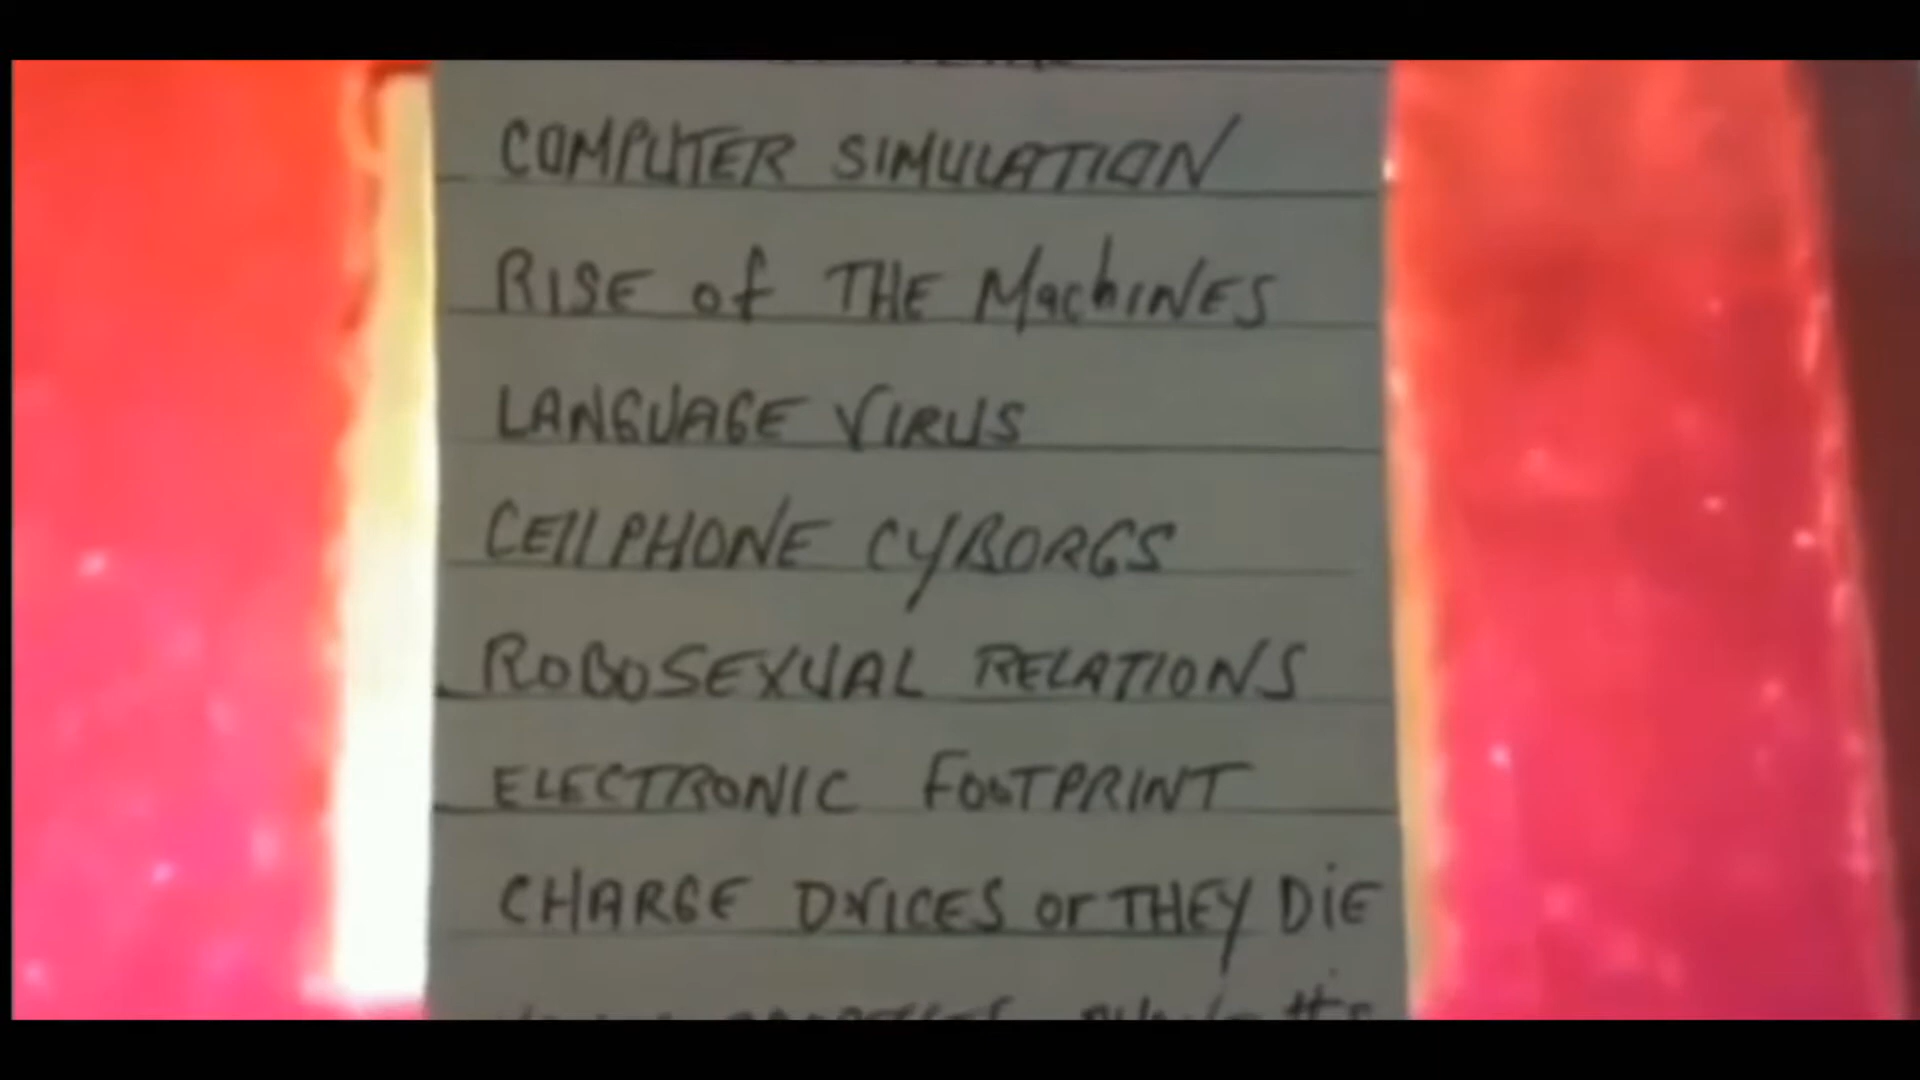 COMPUTER SIMULATION
RISE of THE MachINES
LANGUAGE VIRUS
CEllPHONE CYBORGS
ROBOSEXUAL RELATIONS
ELECTRONIC FOOTPRINT
CHARGE DVICES or THEY DiE